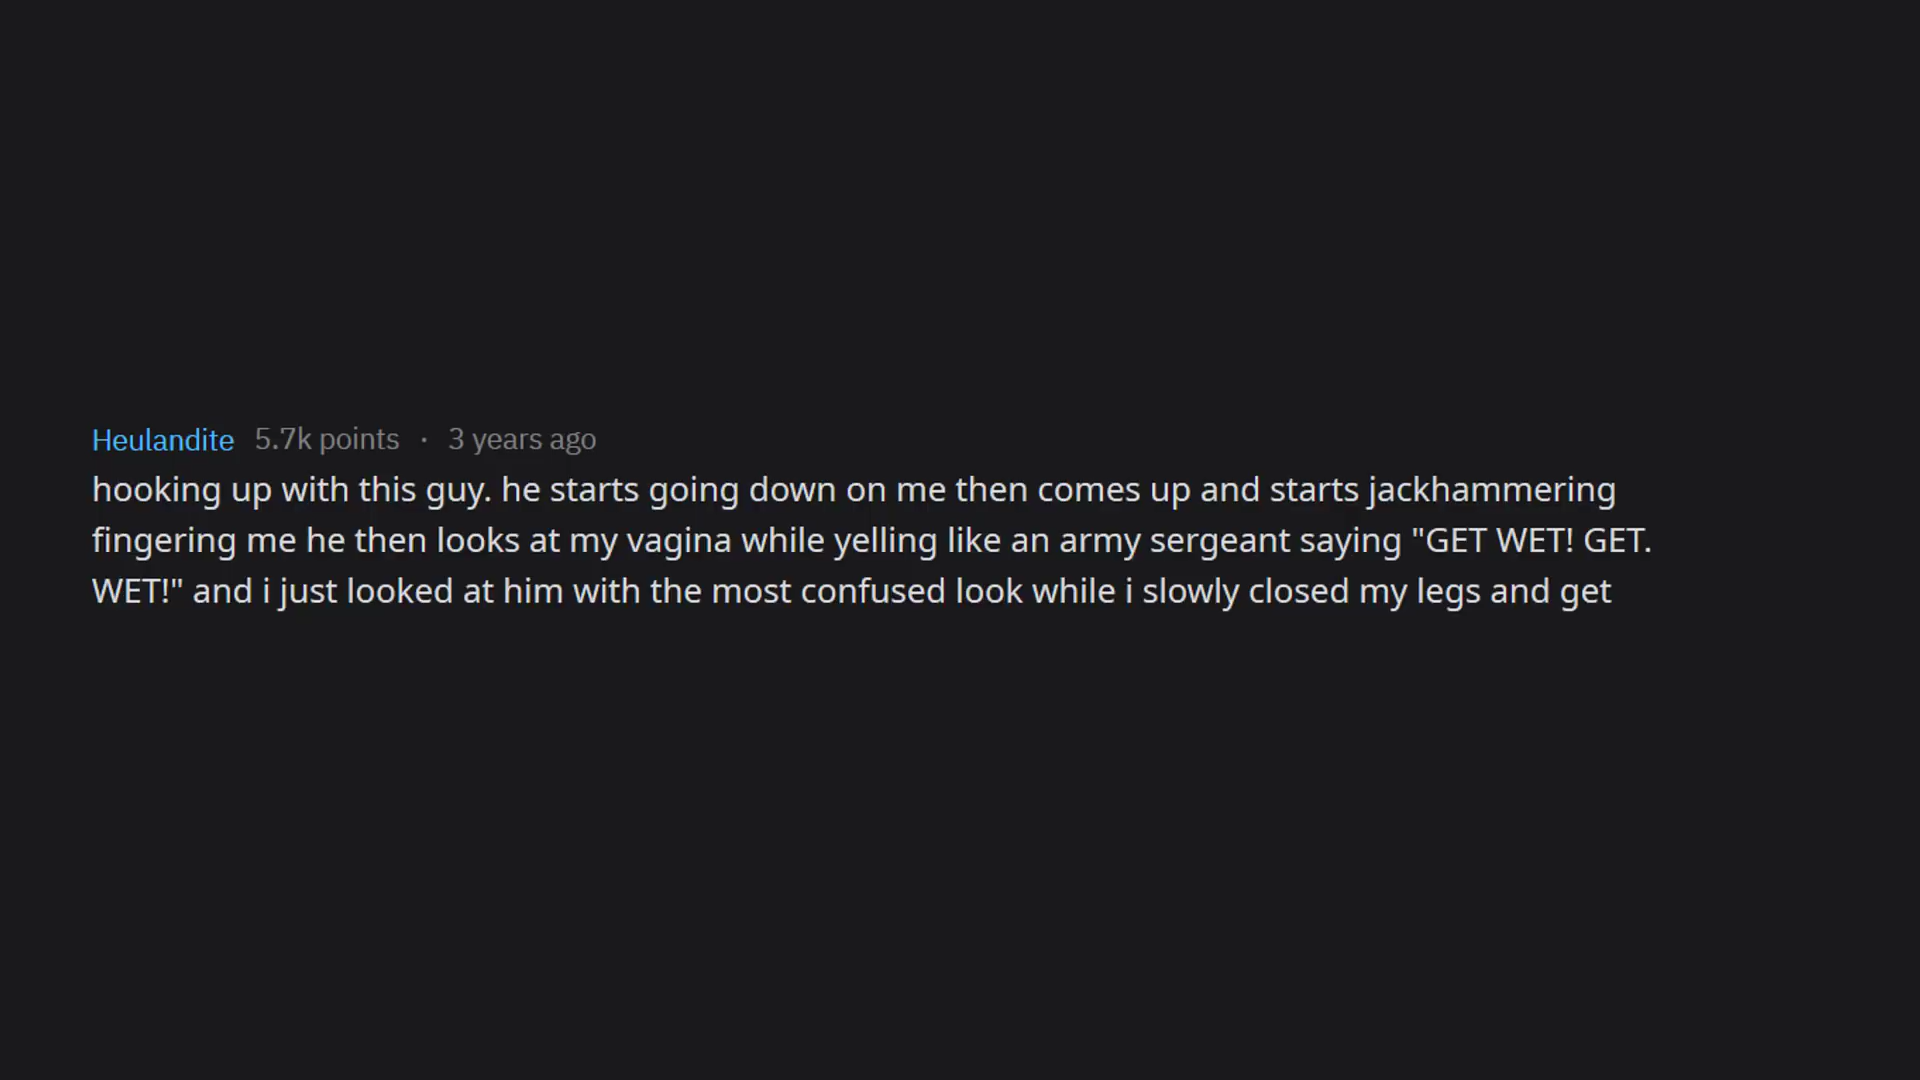 Heulandite 5.7k points · 3 years ago
hooking up with this guy. he starts going down on me then comes up and starts jackhammering
fingering me he then looks at my vagina while yelling like an army sergeant saying "GET WET! GET.
WET!" and i just looked at him with the most confused look while i slowly closed my legs and get